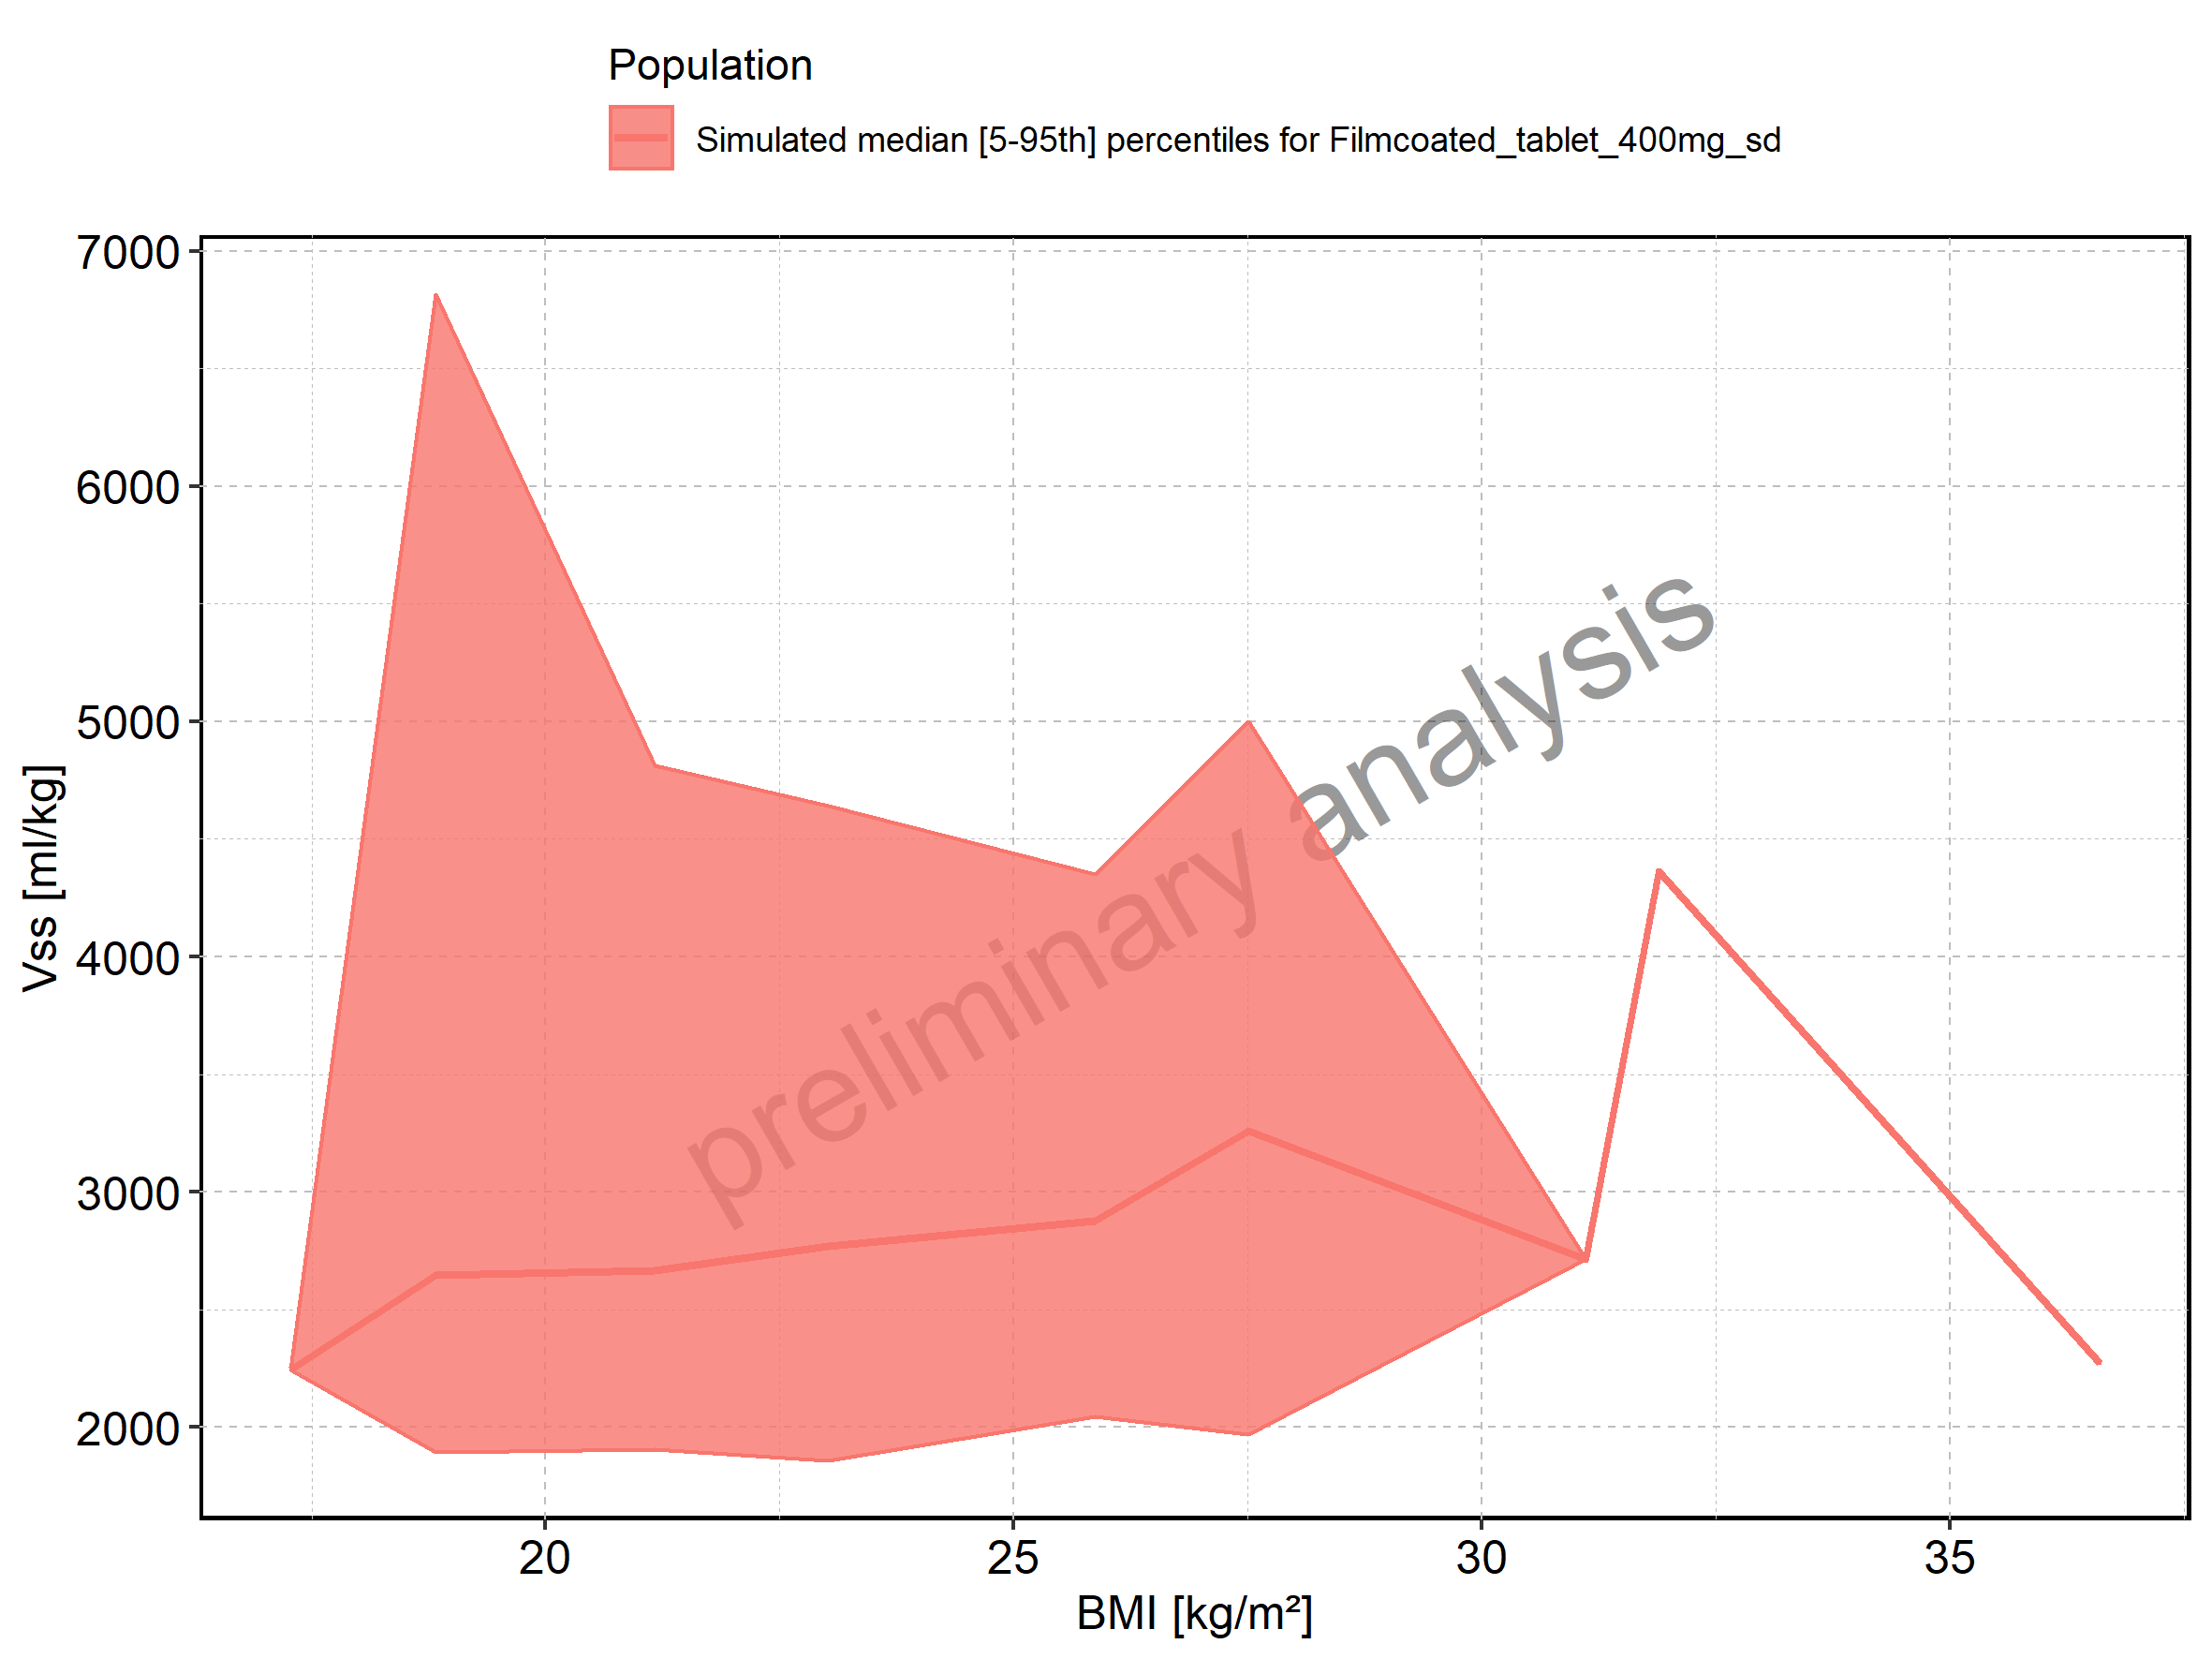 Population
Simulated median [5-95th] percentiles for Filmcoated_tablet_400mg_sd
7000
6000
5000
4000
3000
2000
Vss [ml/kg]
preliminary analysis
20
25
30
35
BMI [kg/m²]